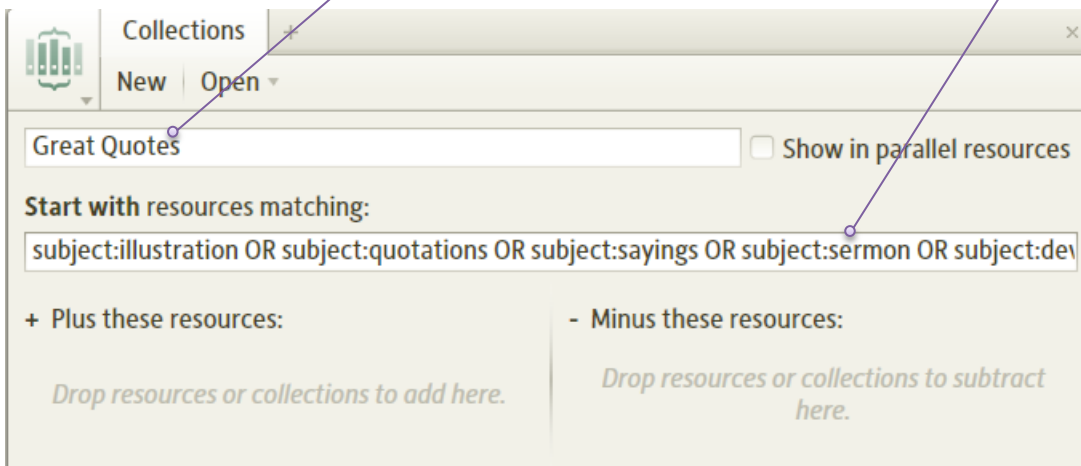 Collections + ×
New Open
Great Quotes Show in parallel resources
Start with resources matching:
subject:illustration OR subject:quotations OR subject:sayings OR subject:sermon OR subject:dev
+ Plus these resources: - Minus these resources:
Drop resources or collections to add here. Drop resources or collections to subtract
here.